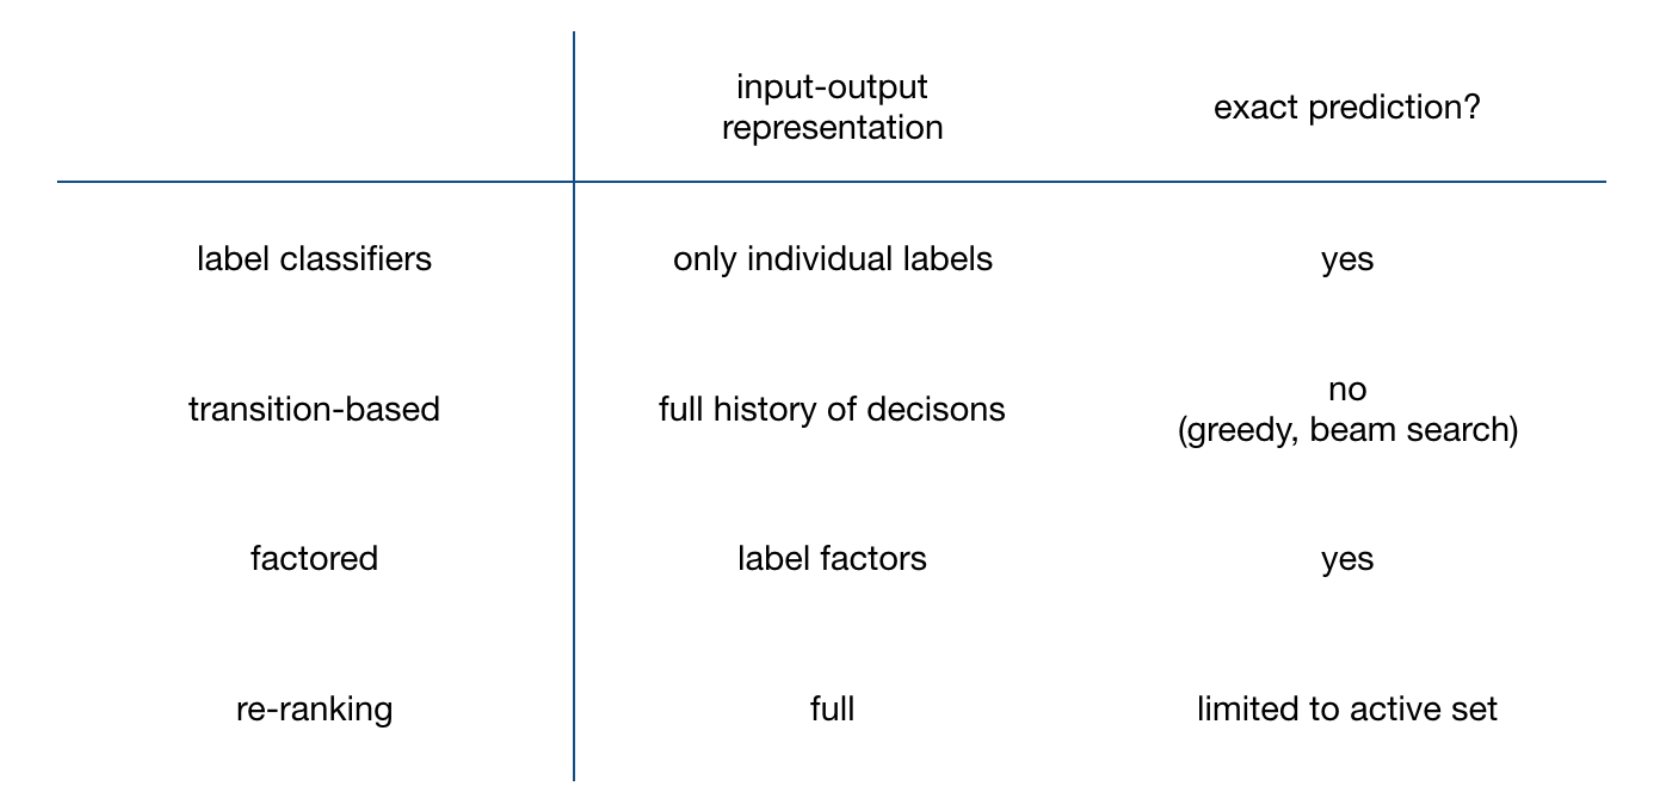 input-output
representation
exact prediction?
label classifiers
only individual labels
yes
transition-based
full history of decisons
no
(greedy, beam search)
factored
label factors
yes
re-ranking
full
limited to active set